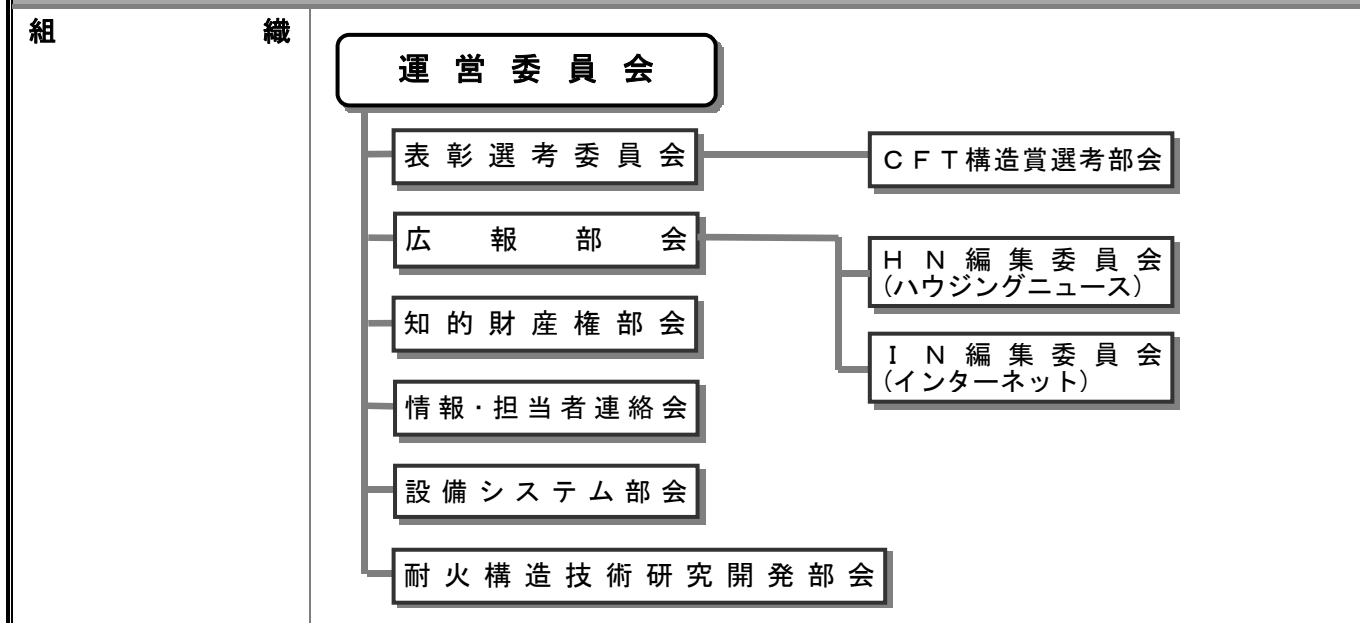 組織
運営委員会
表彰選考委員会
CFT構造賞選考部会
広報部会
HN編集委員会
(ハウジングニュース)
IN編集委員会
(インターネット)
知的財産権部会
情報・担当者連絡会
設備システム部会
耐火構造技術研究開発部会